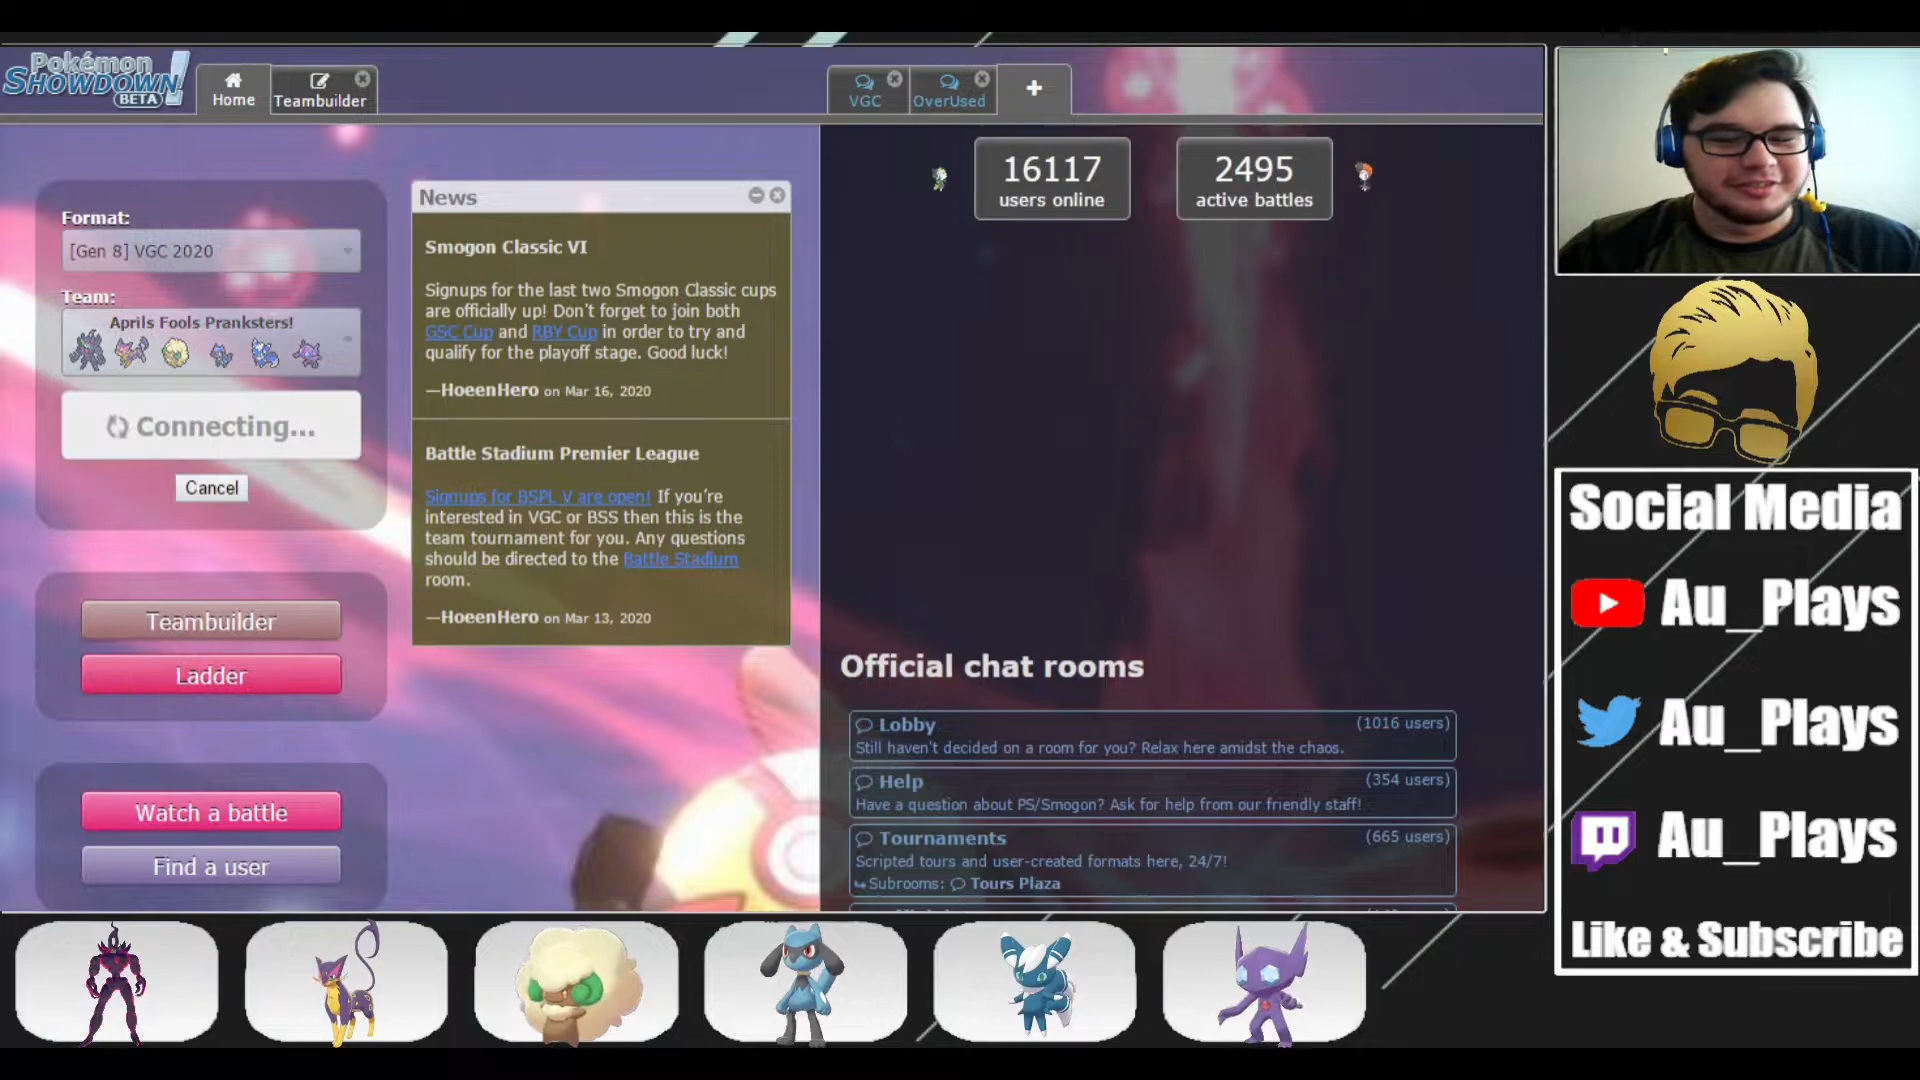 Pokémon
SHOWDOWN!
BETA
Home
Teambuilder
VGC
OverUsed
+
16117
users online
2495
active battles
Format:
[Gen 8] VGC 2020
Team:
Aprils Fools Pranksters!
Connecting...
Cancel
Teambuilder
Ladder
Watch a battle
Find a user
News
Smogon Classic VI
Signups for the last two Smogon Classic cups
are officially up! Don't forget to join both
GSC Cup and RBY Cup in order to try and
qualify for the playoff stage. Good luck!
—HoeenHero on Mar 16, 2020
Battle Stadium Premier League
Signups for BSPL V are open! If you're
interested in VGC or BSS then this is the
team tournament for you. Any questions
should be directed to the Battle Stadium
room.
—HoeenHero on Mar 13, 2020
Official chat rooms
Lobby (1016 users)
Still haven't decided on a room for you? Relax here amidst the chaos.
Help (354 users)
Have a question about PS/Smogon? Ask for help from our friendly staff!
Tournaments (665 users)
Scripted tours and user-created formats here, 24/7!
Subrooms: Tours Plaza
Social Media
Au_Plays
Au_Plays
Au_Plays
Like & Subscribe